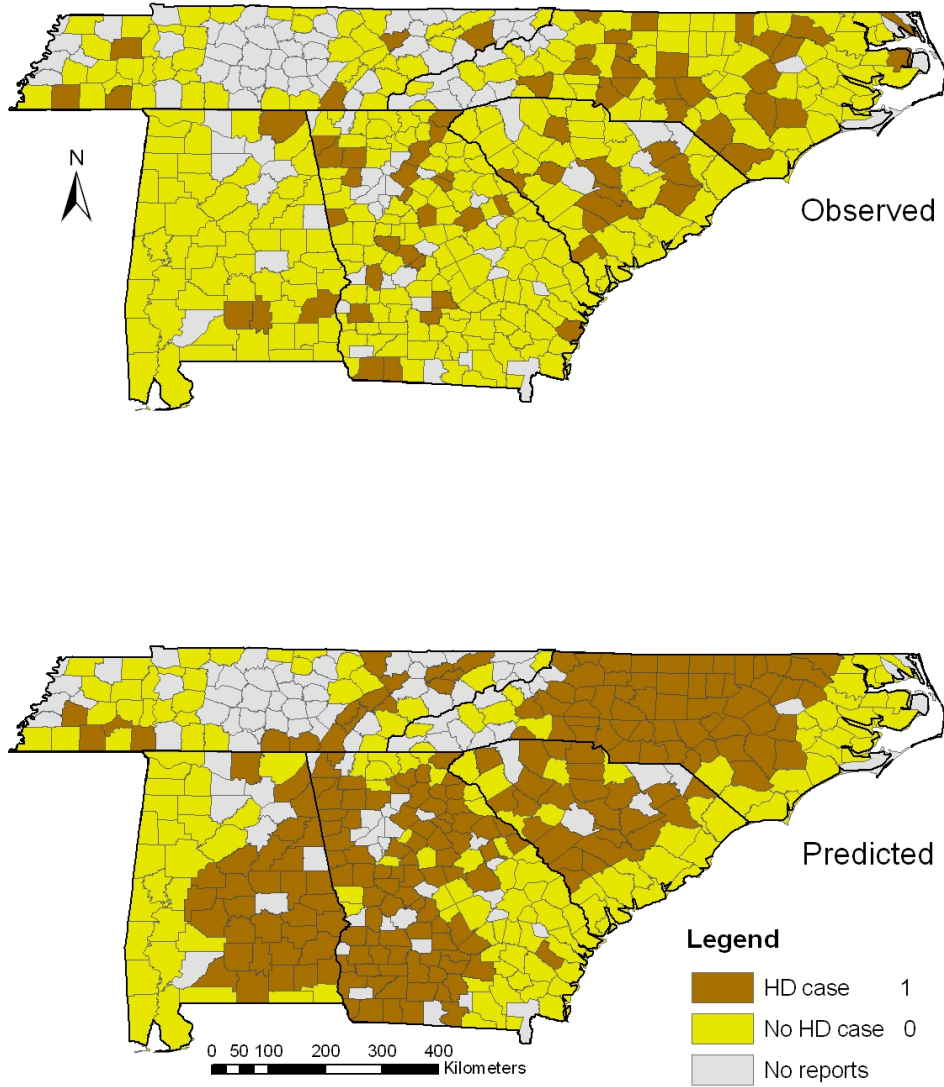 N
Observed
Predicted
Legend
HD case 1
No HD case 0
No reports
0 50 100 200 300 400
Kilometers